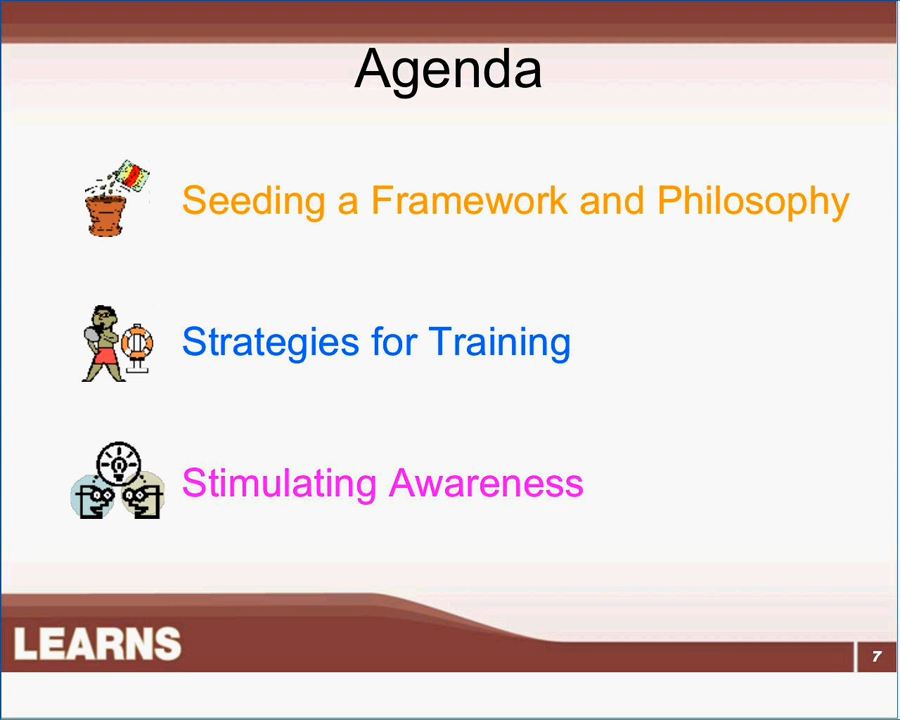 Agenda
Seeding a Framework and Philosophy
Strategies for Training
Stimulating Awareness
LEARNS
7